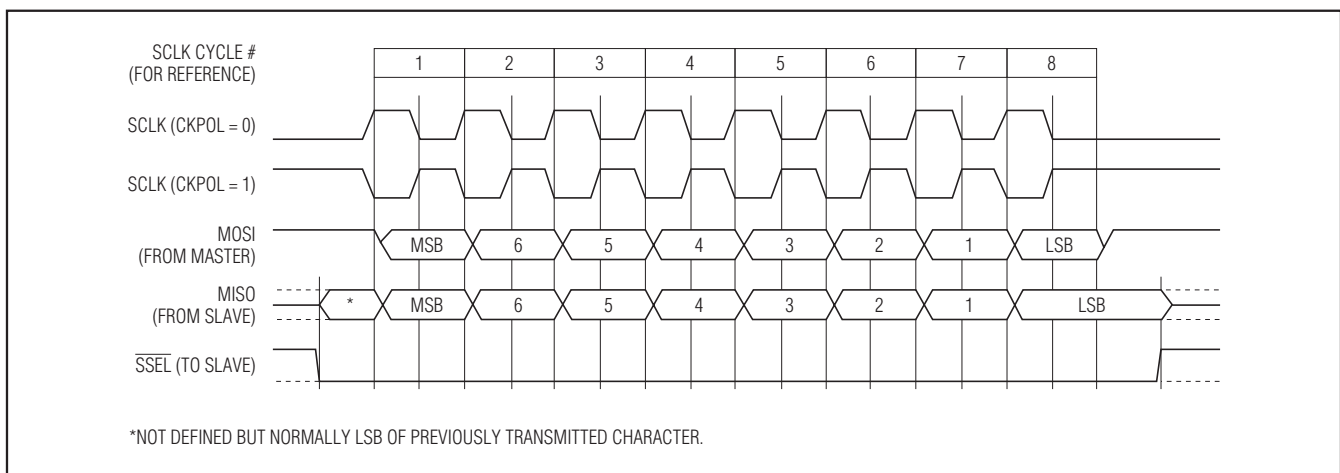 SCLK CYCLE #
(FOR REFERENCE)
1 2 3 4 5 6 7 8
SCLK (CKPOL = 0)
SCLK (CKPOL = 1)
MOSI
(FROM MASTER)
MSB 6 5 4 3 2 1 LSB
MISO
(FROM SLAVE)
* MSB 6 5 4 3 2 1 LSB
SSEL (TO SLAVE)
*NOT DEFINED BUT NORMALLY LSB OF PREVIOUSLY TRANSMITTED CHARACTER.